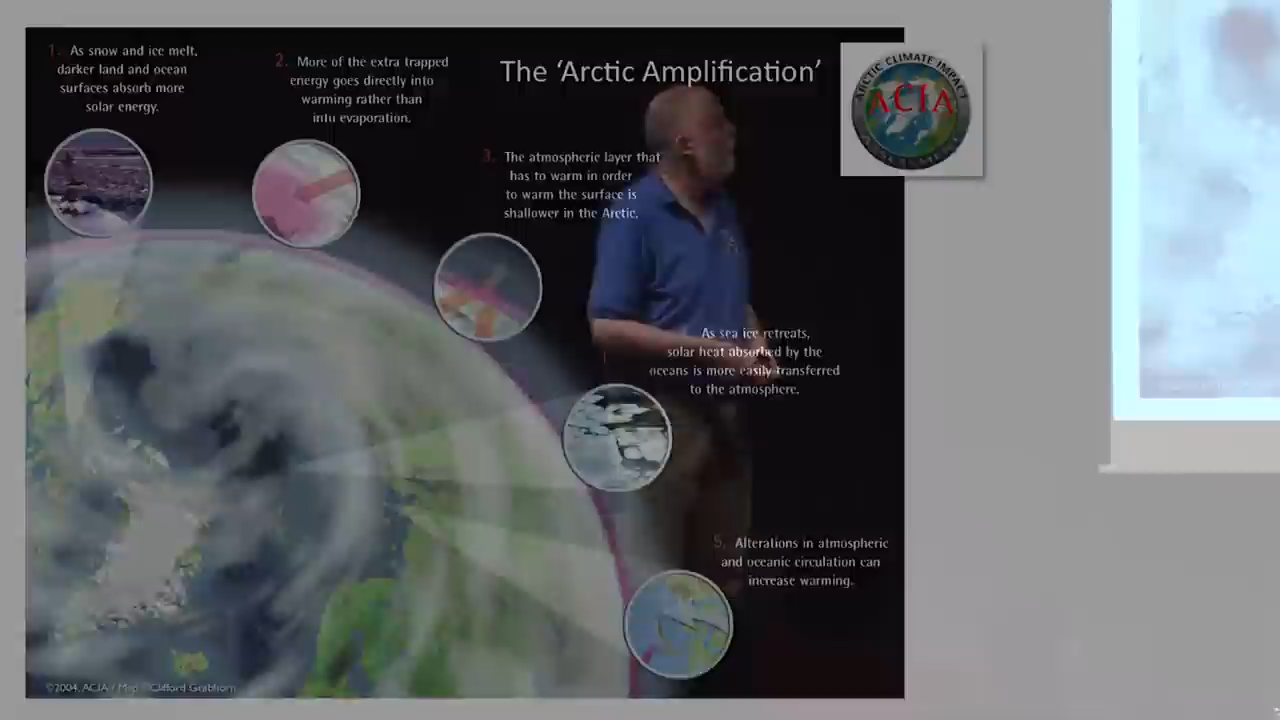 The 'Arctic Amplification'
1. As snow and ice melt,
darker land and ocean
surfaces absorb more
solar energy.
2. More of the extra trapped
energy goes directly into
warming rather than
into evaporation.
3. The atmospheric layer that
has to warm in order
to warm the surface is
shallower in the Arctic.
As sea ice retreats,
solar heat absorbed by the
oceans is more easily transferred
to the atmosphere.
5. Alterations in atmospheric
and oceanic circulation can
increase warming.
ARCTIC CLIMATE IMPACT
ACIA
ASSESSMENT
©2004, ACIA / Map ©Clifford Grabhorn